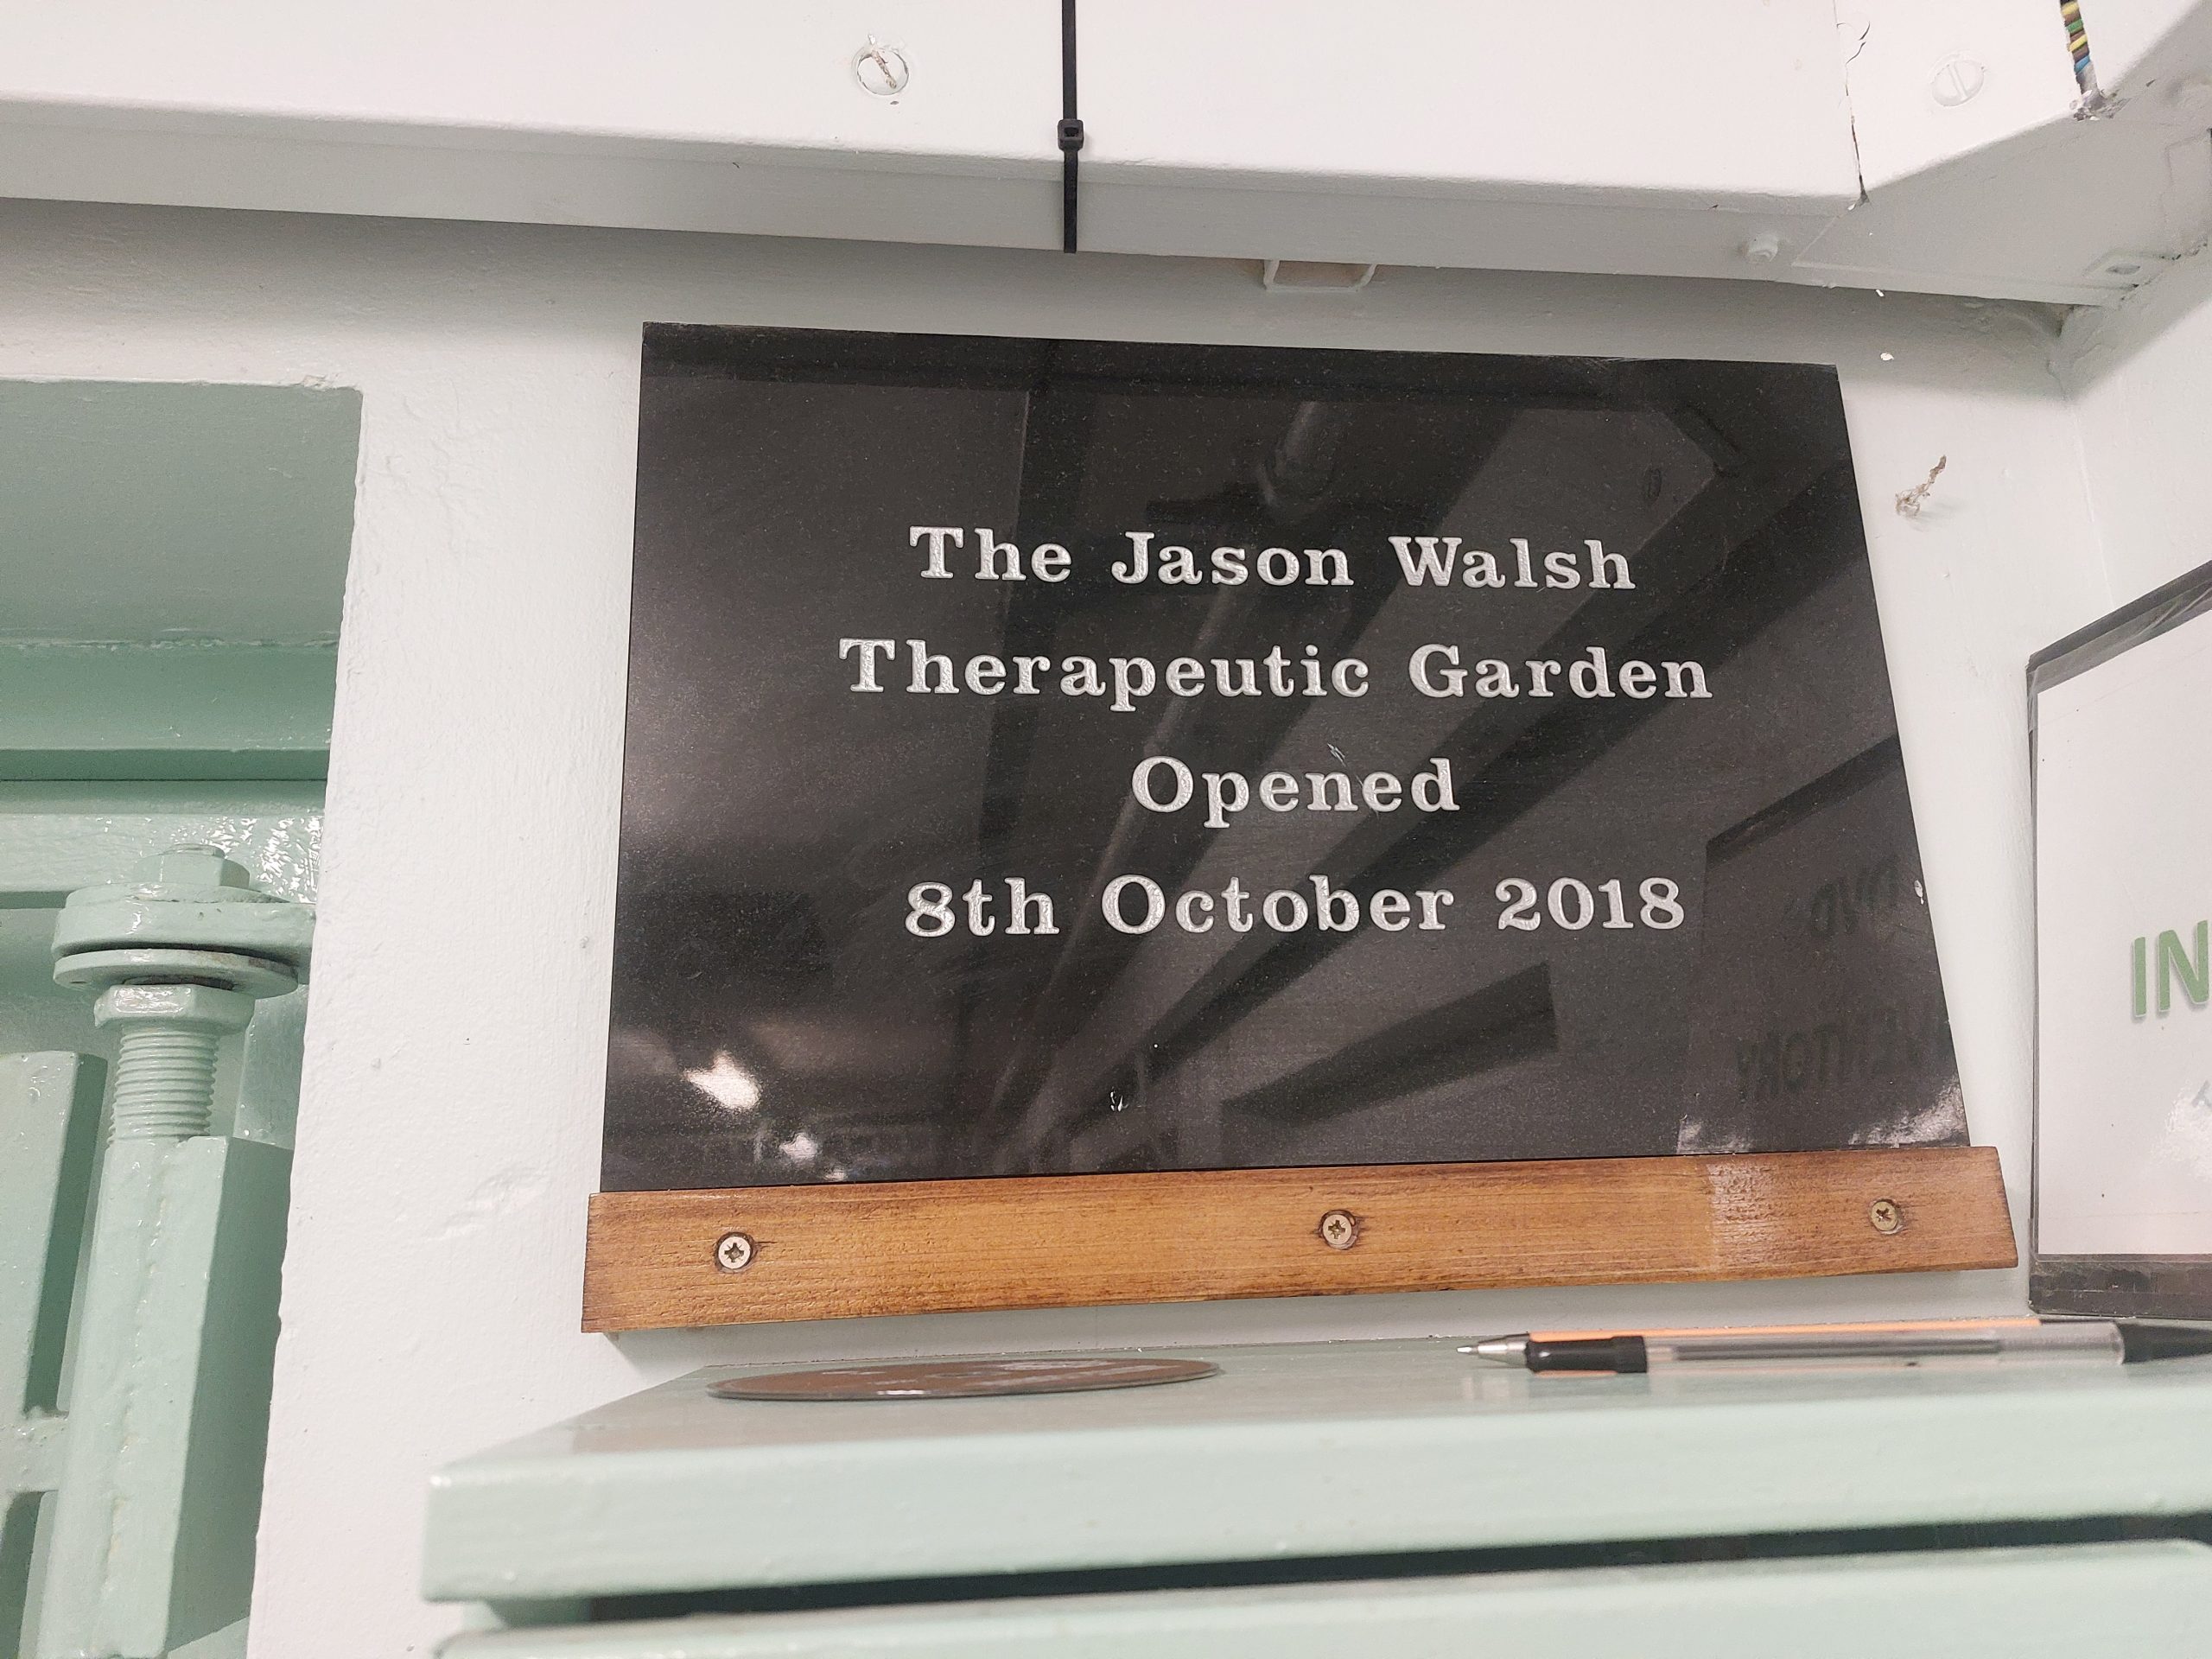 The Jason Walsh
Therapeutic Garden
Opened
8th October 2018